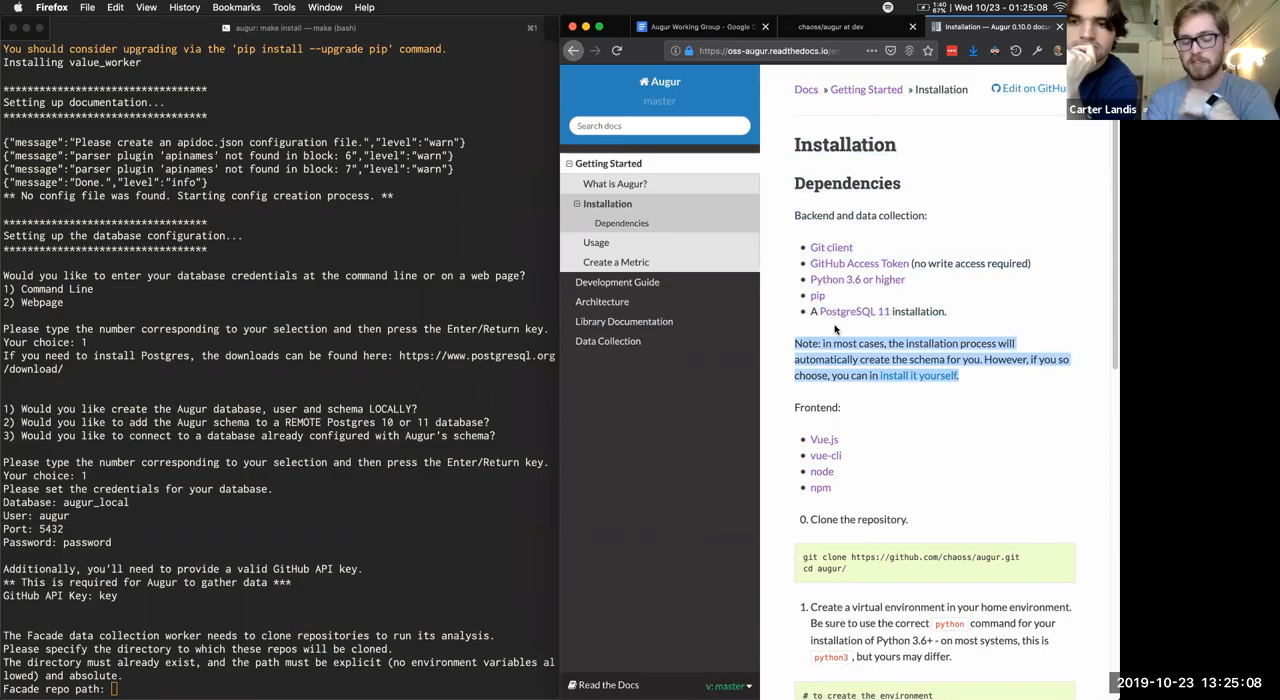 Firefox File Edit View History Bookmarks Tools Window Help
1:40 67% Wed 10/23 01:25:08
augur: make install — make (bash) ⌘1
You should consider upgrading via the 'pip install --upgrade pip' command.
Installing value_worker
**********************************
Setting up documentation...
**********************************
{"message":"Please create an apidoc.json configuration file.","level":"warn"}
{"message":"parser plugin 'apinames' not found in block: 6","level":"warn"}
{"message":"parser plugin 'apinames' not found in block: 7","level":"warn"}
{"message":"Done.","level":"info"}
** No config file was found. Starting config creation process. **
**********************************
Setting up the database configuration...
**********************************
Would you like to enter your database credentials at the command line or on a web page?
1) Command Line
2) Webpage
Please type the number corresponding to your selection and then press the Enter/Return key.
Your choice: 1
If you need to install Postgres, the downloads can be found here: https://www.postgresql.org
/download/
1) Would you like create the Augur database, user and schema LOCALLY?
2) Would you like to add the Augur schema to a REMOTE Postgres 10 or 11 database?
3) Would you like to connect to a database already configured with Augur's schema?
Please type the number corresponding to your selection and then press the Enter/Return key.
Your choice: 1
Please set the credentials for your database.
Database: augur_local
User: augur
Port: 5432
Password: password
Additionally, you'll need to provide a valid GitHub API key.
** This is required for Augur to gather data ***
GitHub API Key: key
The Facade data collection worker needs to clone repositories to run its analysis.
Please specify the directory to which these repos will be cloned.
The directory must already exist, and the path must be explicit (no environment variables al
lowed) and absolute.
Facade repo path:
Augur Working Group - Google D
chaoss/augur at dev
Installation — Augur 0.10.0 docu
https://oss-augur.readthedocs.io/en
Augur
master
Search docs
Getting Started
What is Augur?
Installation
Dependencies
Usage
Create a Metric
Development Guide
Architecture
Library Documentation
Data Collection
Read the Docs
v: master
Docs » Getting Started » Installation
Edit on GitHu
Installation
Dependencies
Backend and data collection:
• Git client
• GitHub Access Token (no write access required)
• Python 3.6 or higher
• pip
• A PostgreSQL 11 installation.
Note: in most cases, the installation process will
automatically create the schema for you. However, if you so
choose, you can in install it yourself.
Frontend:
• Vue.js
• vue-cli
• node
• npm
0. Clone the repository.
git clone https://github.com/chaoss/augur.git
cd augur/
1. Create a virtual environment in your home environment.
Be sure to use the correct python command for your
installation of Python 3.6+ - on most systems, this is
python3 , but yours may differ.
# to create the environment
Carter Landis
2019-10-23 13:25:08